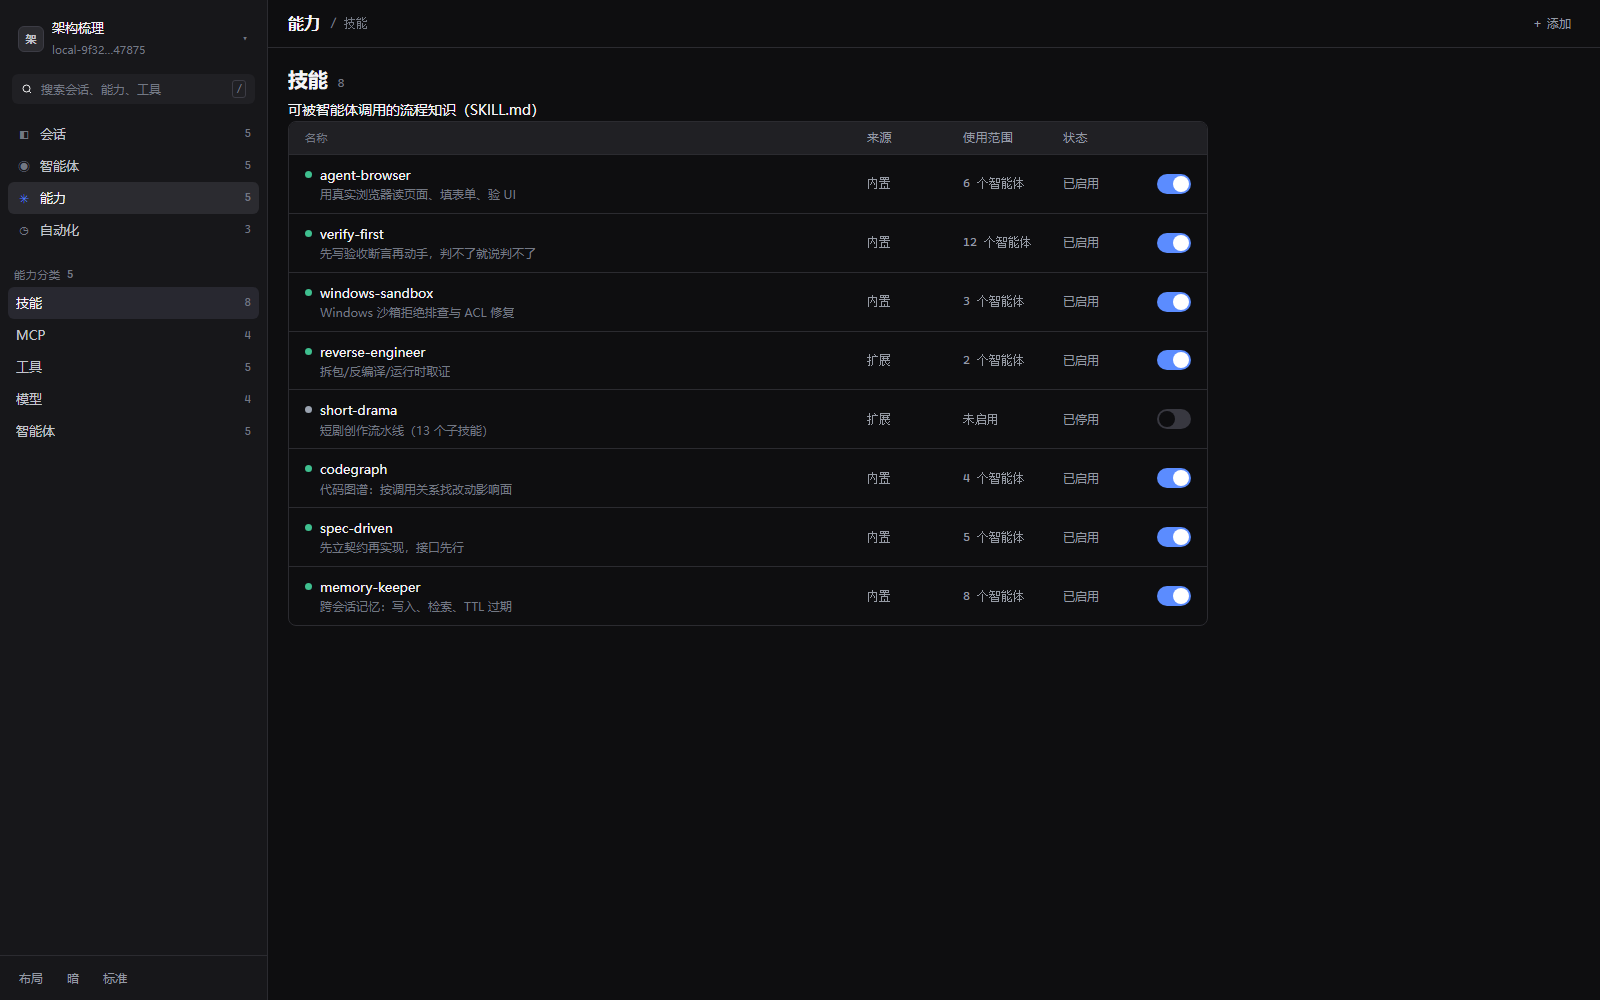 架
架构梳理
local-9f32...47875
搜索会话、能力、工具 /
会话 5
智能体 5
能力 5
自动化 3
能力分类 5
技能 8
MCP 4
工具 5
模型 4
智能体 5
布局 暗 标准
能力 / 技能
+ 添加
技能 8
可被智能体调用的流程知识（SKILL.md）
名称 来源 使用范围 状态
agent-browser
用真实浏览器读页面、填表单、验 UI
内置 6 个智能体 已启用
verify-first
先写验收断言再动手，判不了就说判不了
内置 12 个智能体 已启用
windows-sandbox
Windows 沙箱拒绝排查与 ACL 修复
内置 3 个智能体 已启用
reverse-engineer
拆包/反编译/运行时取证
扩展 2 个智能体 已启用
short-drama
短剧创作流水线（13 个子技能）
扩展 未启用 已停用
codegraph
代码图谱：按调用关系找改动影响面
内置 4 个智能体 已启用
spec-driven
先立契约再实现，接口先行
内置 5 个智能体 已启用
memory-keeper
跨会话记忆：写入、检索、TTL 过期
内置 8 个智能体 已启用